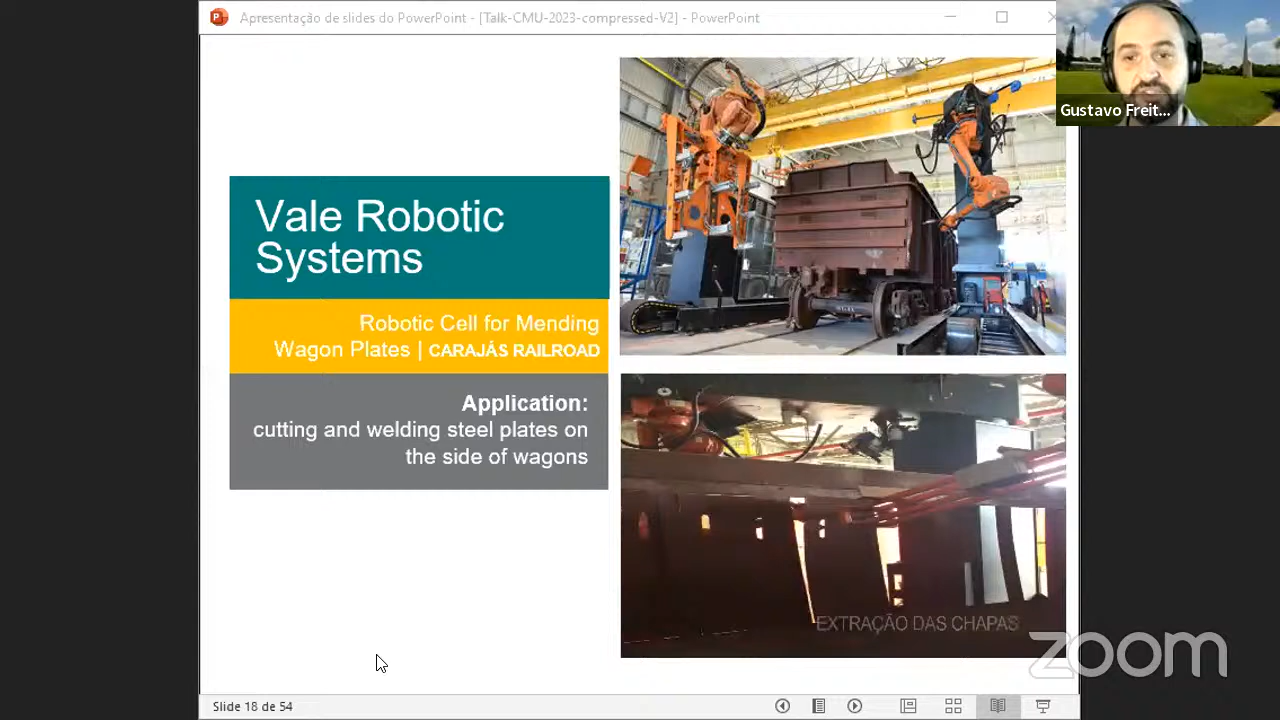 Apresentação de slides do PowerPoint - [Talk-CMU-2023-compressed-V2] - PowerPoint
Gustavo Freit...
Vale Robotic
Systems
Robotic Cell for Mending
Wagon Plates | CARAJÁS RAILROAD
Application:
cutting and welding steel plates on
the side of wagons
EXTRAÇÃO DAS CHAPAS
zoom
Slide 18 de 54